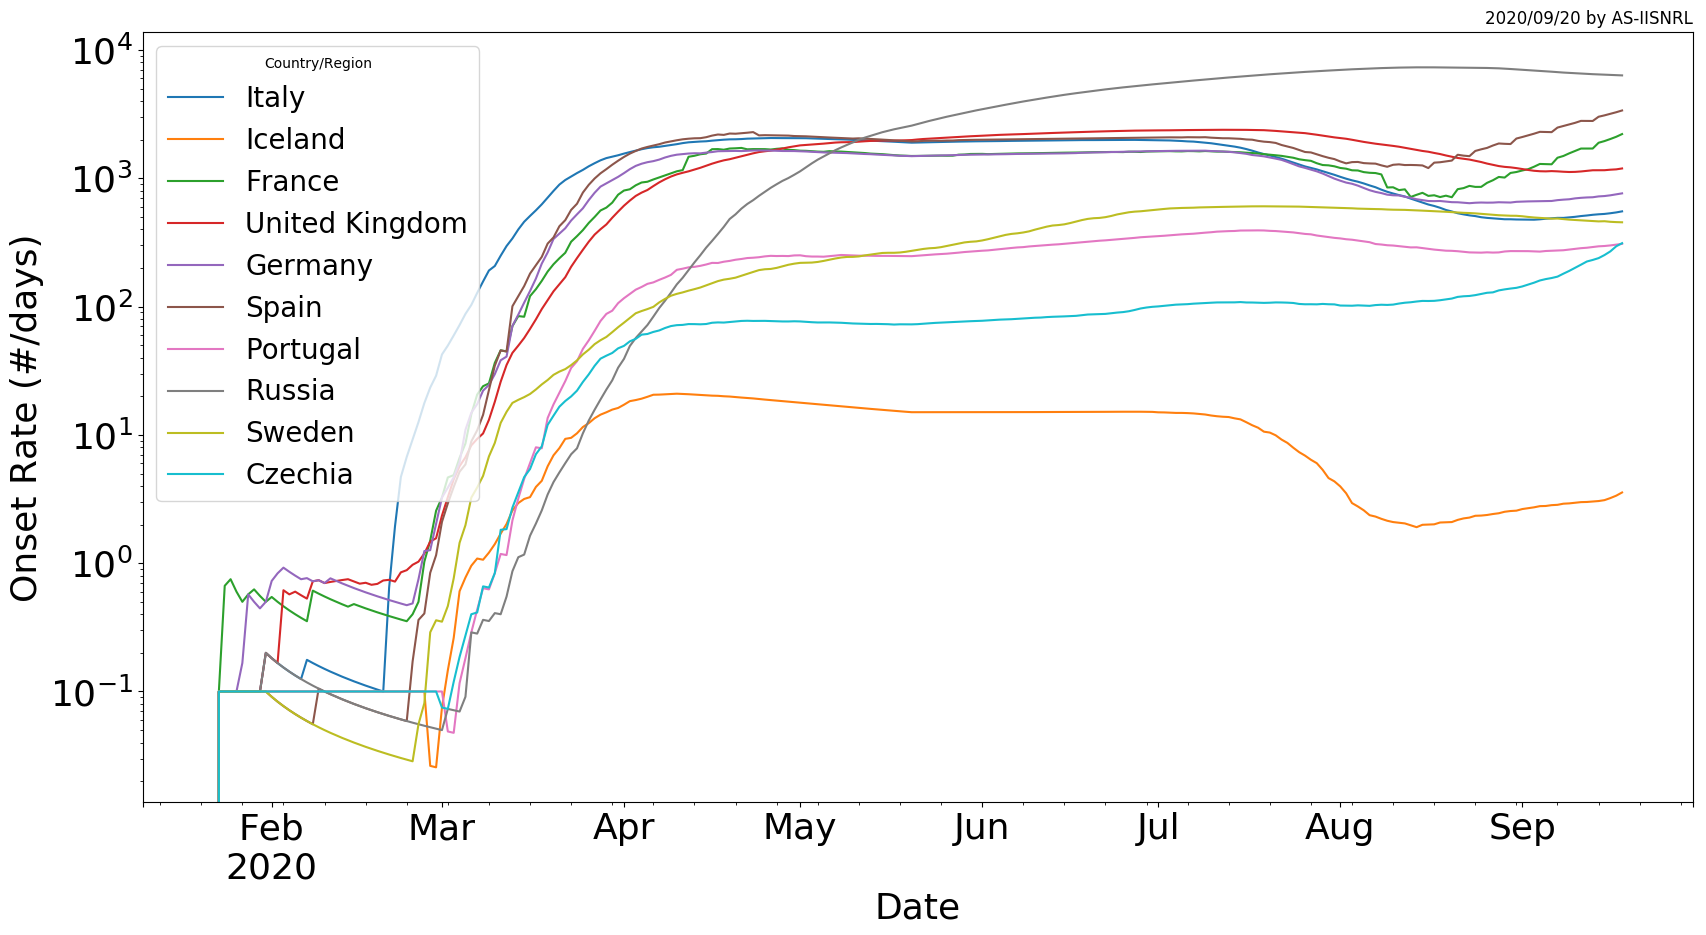 2020/09/20 by AS-IISNRL
Onset Rate (#/days)
10^4
10^3
10^2
10^1
10^0
10^-1
Country/Region
Italy
Iceland
France
United Kingdom
Germany
Spain
Portugal
Russia
Sweden
Czechia
Feb Mar Apr May Jun Jul Aug Sep
2020
Date